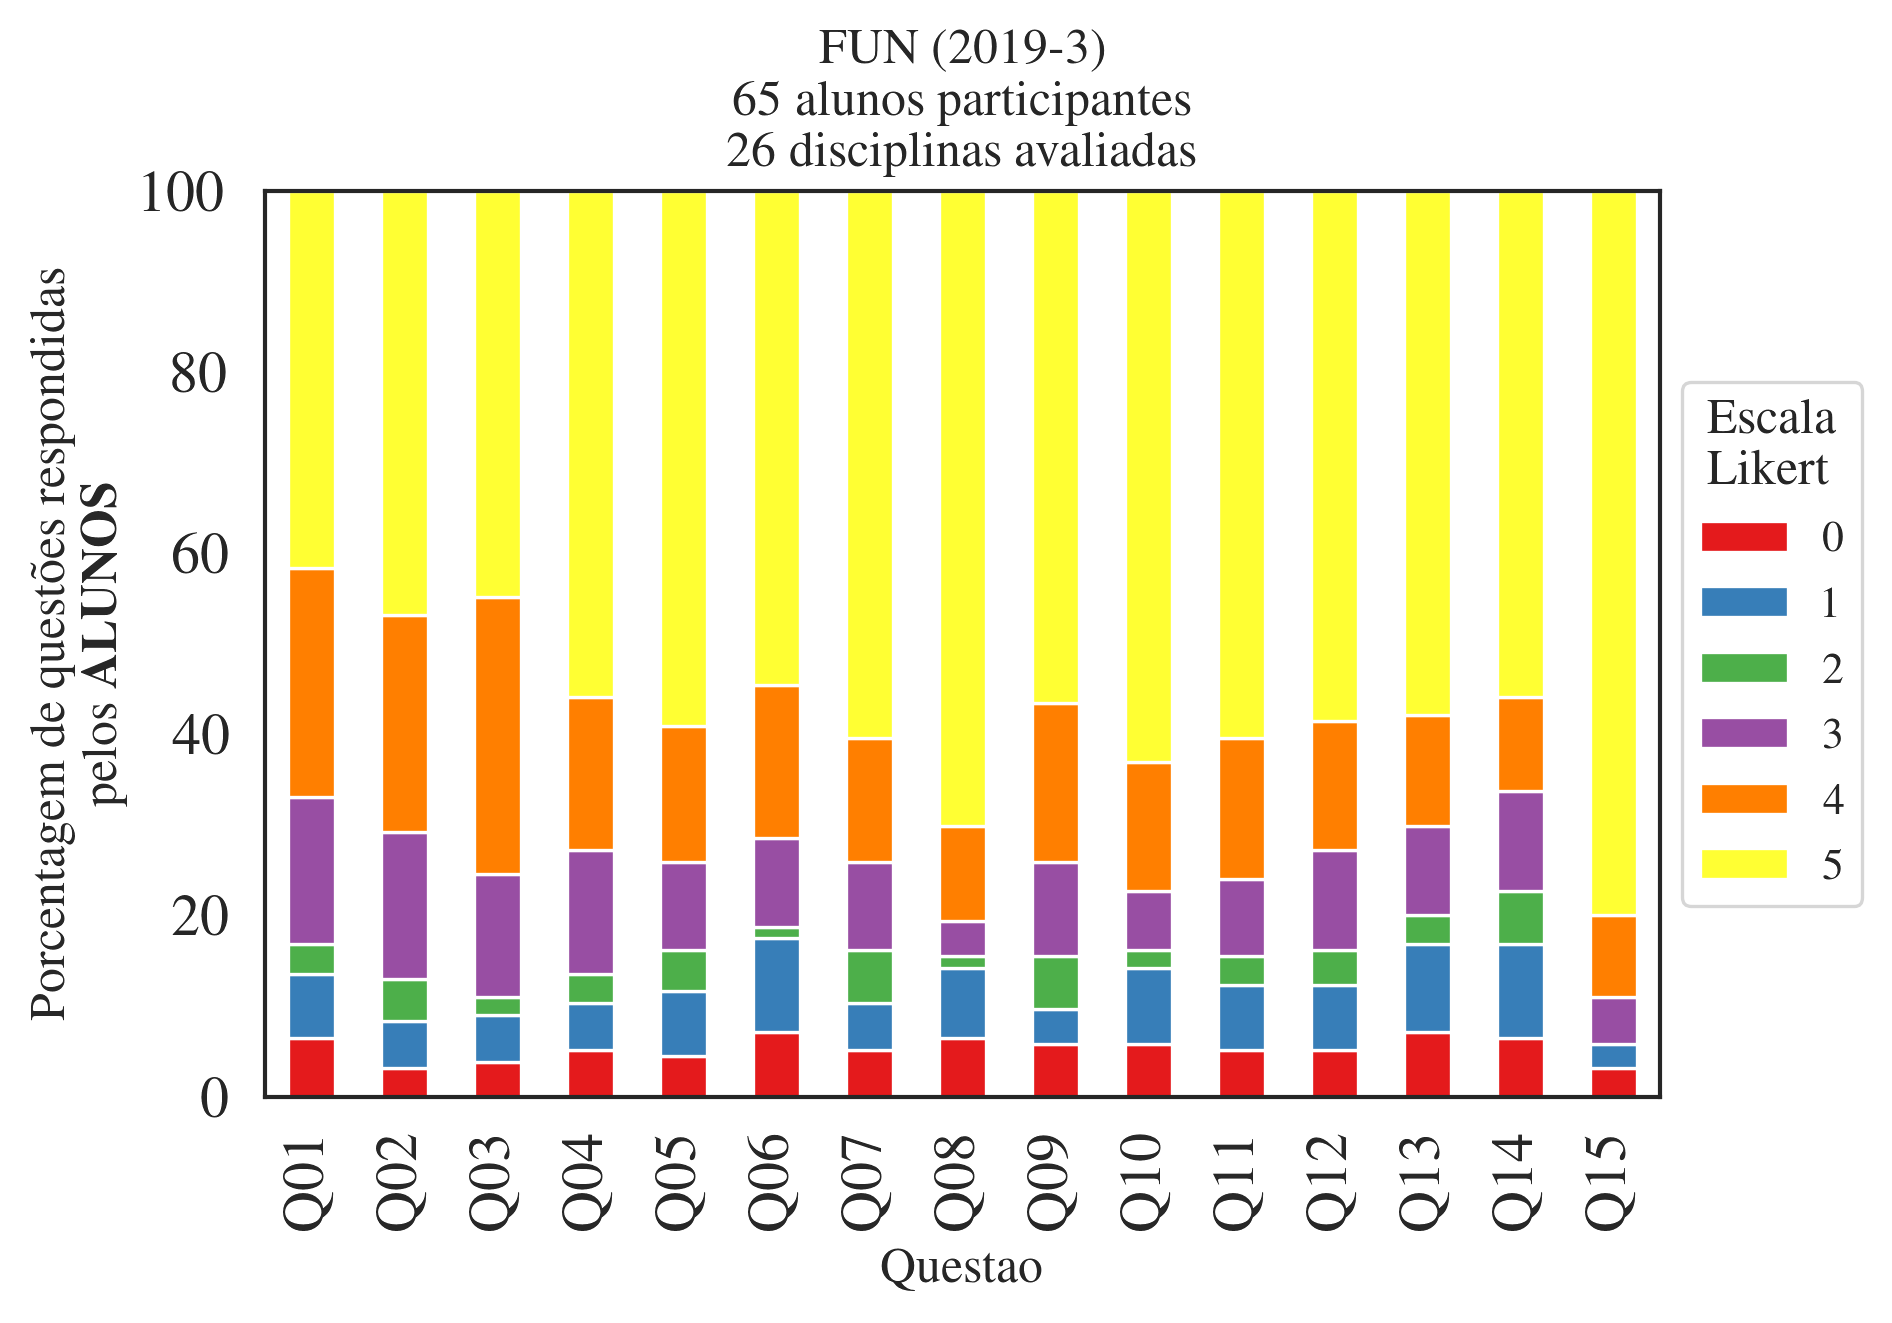 FUN (2019-3)
65 alunos participantes
26 disciplinas avaliadas
Porcentagem de questões respondidas
pelos ALUNOS
100
80
60
40
20
0
Q01
Q02
Q03
Q04
Q05
Q06
Q07
Q08
Q09
Q10
Q11
Q12
Q13
Q14
Q15
Questao
Escala
Likert
0
1
2
3
4
5